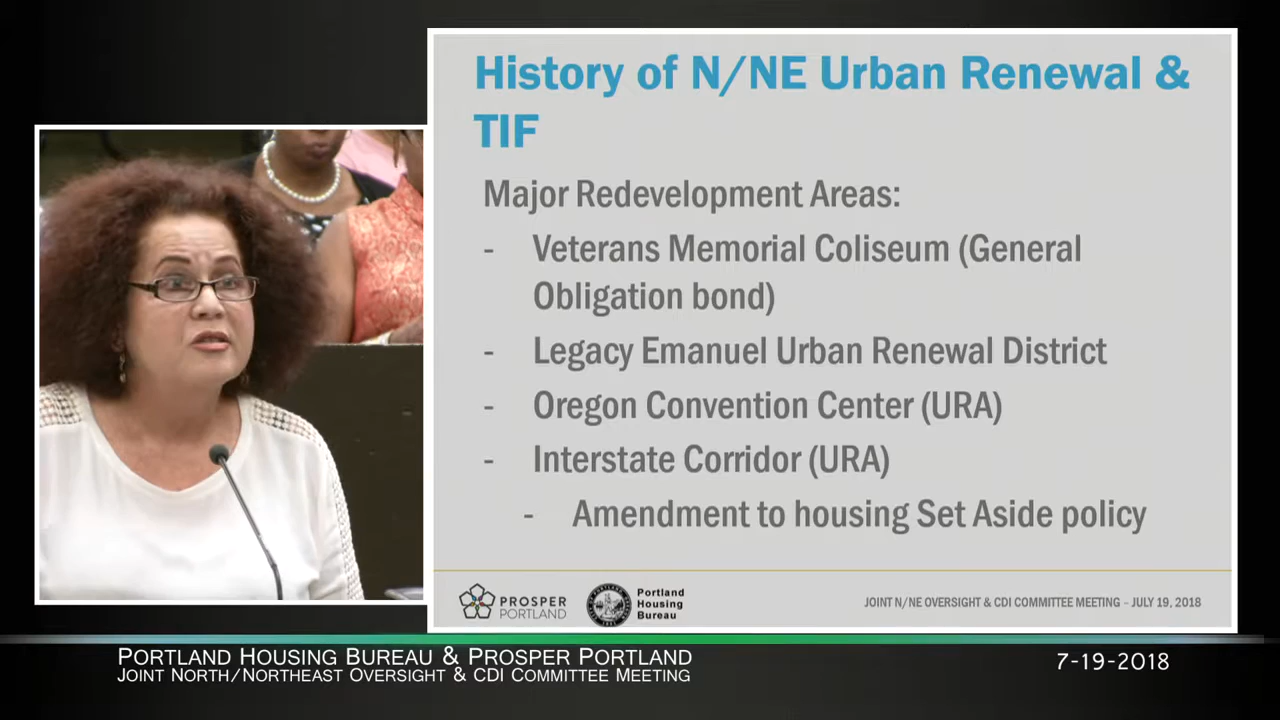 History of N/NE Urban Renewal &
TIF
Major Redevelopment Areas:
- Veterans Memorial Coliseum (General
Obligation bond)
- Legacy Emanuel Urban Renewal District
- Oregon Convention Center (URA)
- Interstate Corridor (URA)
- Amendment to housing Set Aside policy
PROSPER
PORTLAND
Portland
Housing
Bureau
JOINT N/NE OVERSIGHT & CDI COMMITTEE MEETING – JULY 19, 2018
PORTLAND HOUSING BUREAU & PROSPER PORTLAND
JOINT NORTH/NORTHEAST OVERSIGHT & CDI COMMITTEE MEETING
7-19-2018